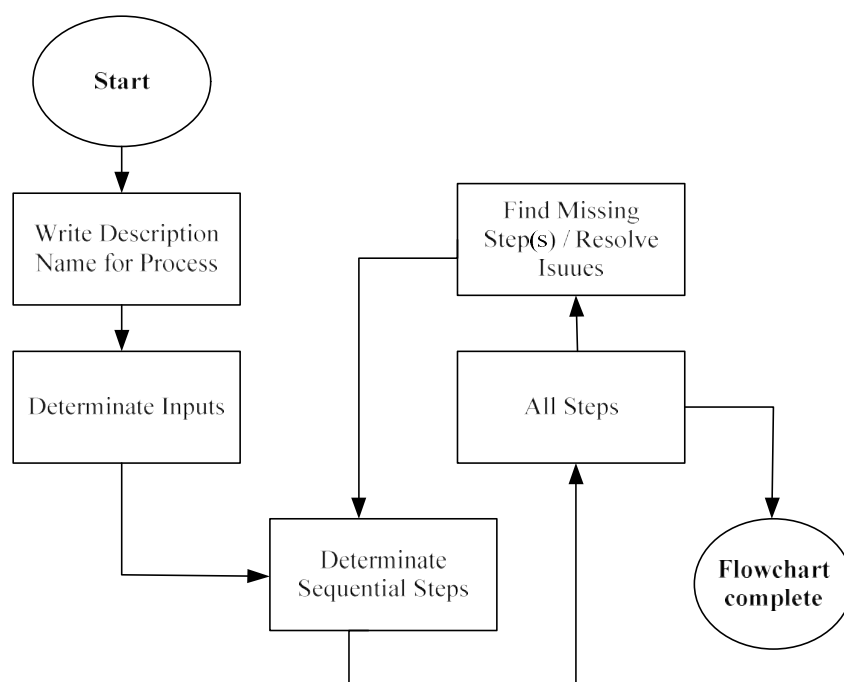 Start
Write Description
Name for Process
Determinate Inputs
Find Missing
Step(s) / Resolve
Isuues
All Steps
Determinate
Sequential Steps
Flowchart
complete